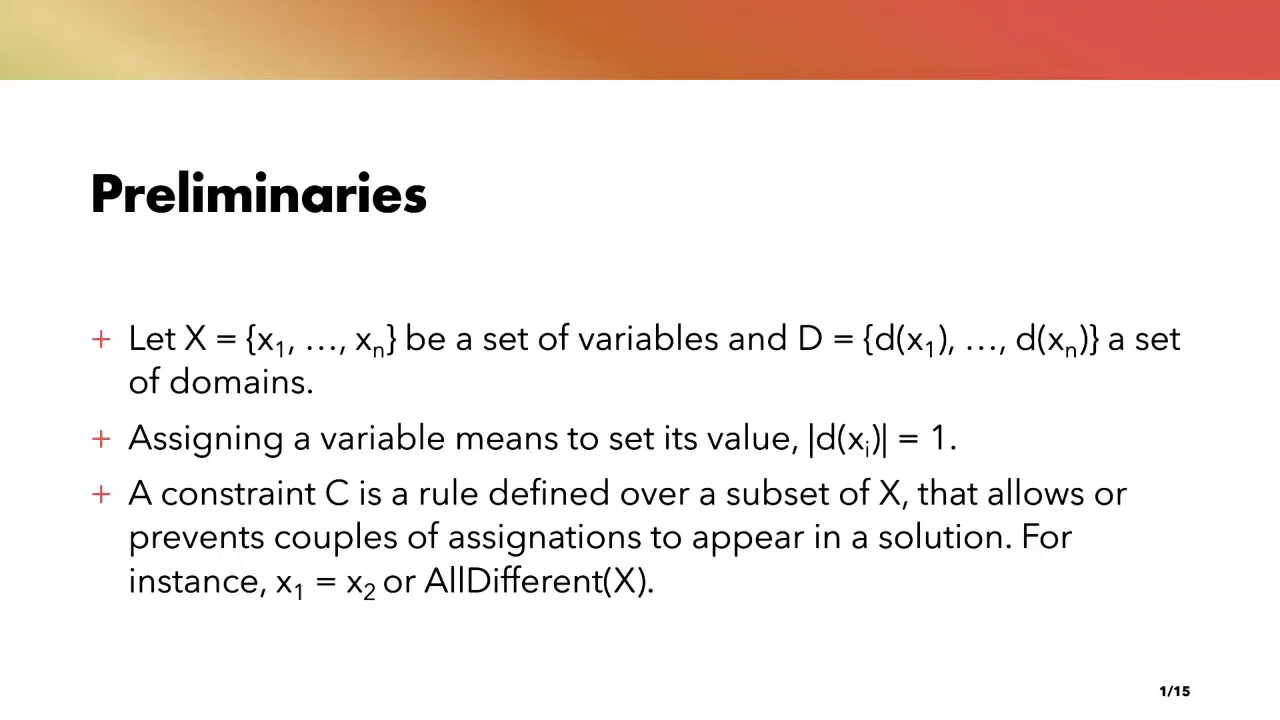 Preliminaries
+ Let X = {x₁, …, xₙ} be a set of variables and D = {d(x₁), …, d(xₙ)} a set
of domains.
+ Assigning a variable means to set its value, |d(xᵢ)| = 1.
+ A constraint C is a rule defined over a subset of X, that allows or
prevents couples of assignations to appear in a solution. For
instance, x₁ = x₂ or AllDifferent(X).
1/15